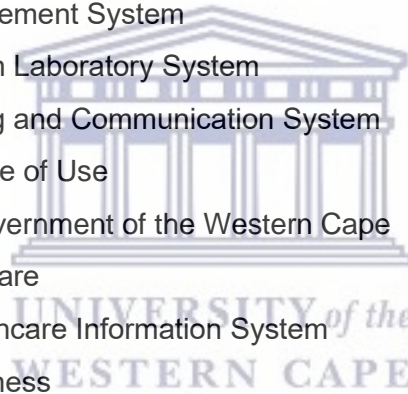 ement System
n Laboratory System
g and Communication System
e of Use
vernment of the Western Cape
are
UNIVERSITY of the
ncare Information System
WESTERN CAPE
ness